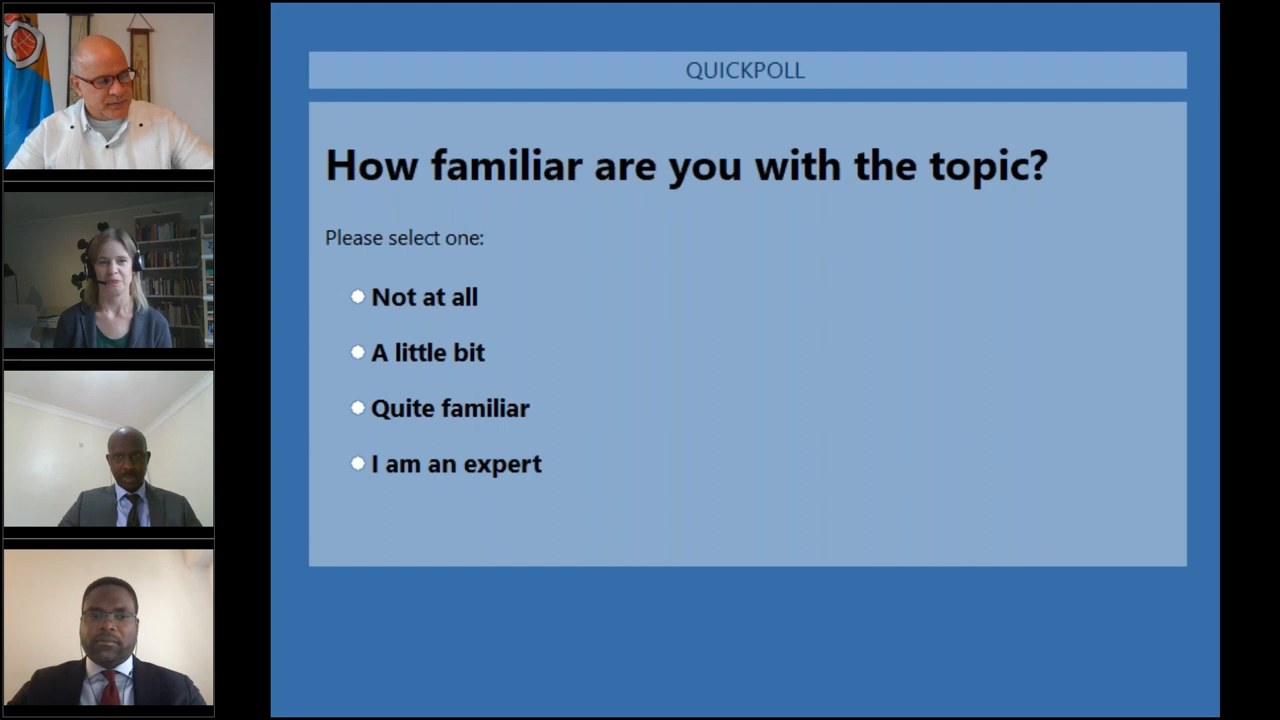 QUICKPOLL
How familiar are you with the topic?
Please select one:
Not at all
A little bit
Quite familiar
I am an expert